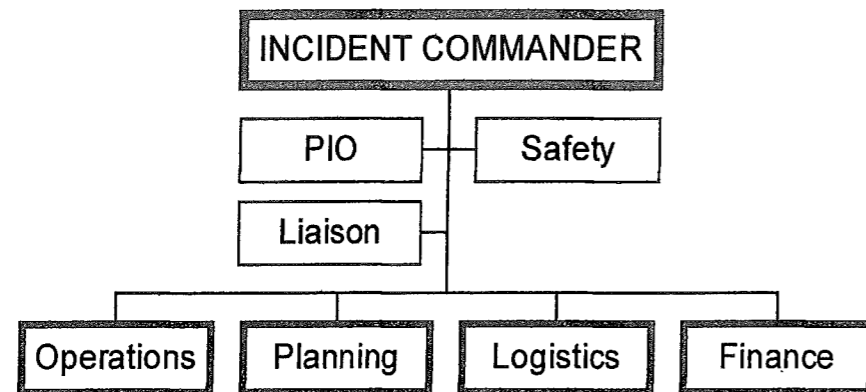 INCIDENT COMMANDER
PIO
Safety
Liaison
Operations
Planning
Logistics
Finance